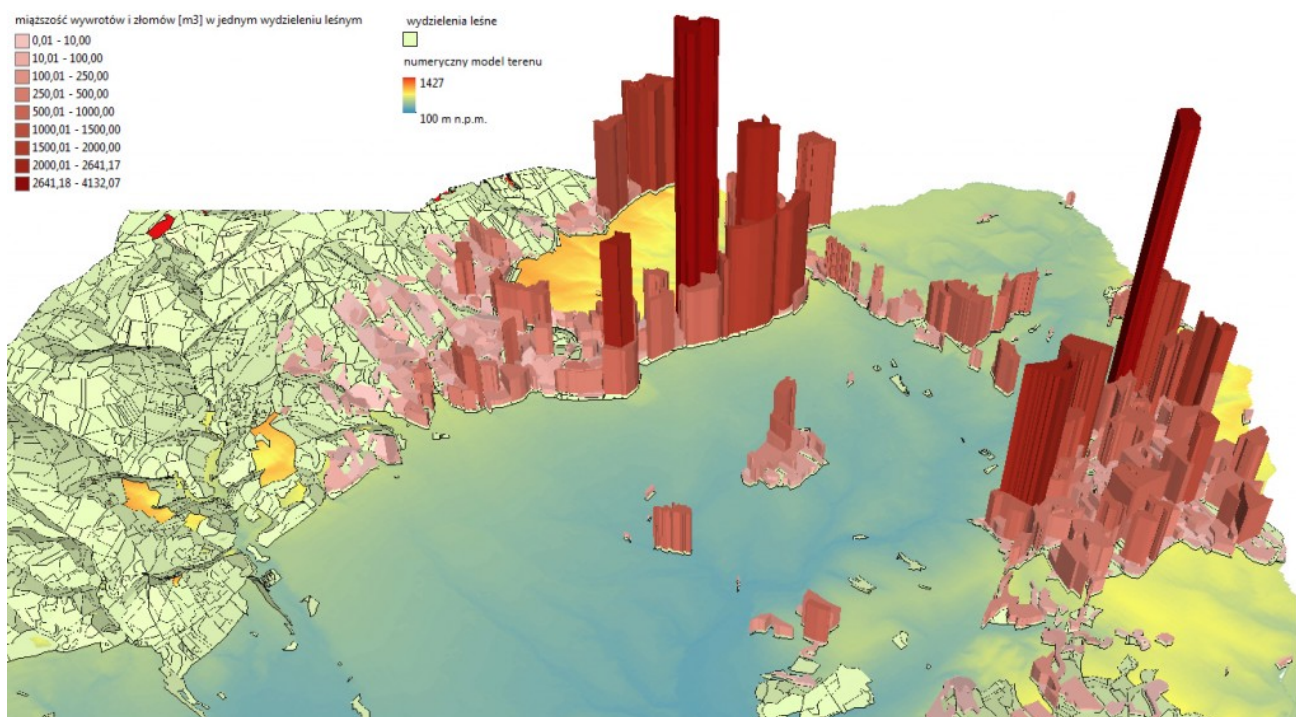 miąższość wywrotów i złomów [m3] w jednym wydzieleniu leśnym
0,01 - 10,00
10,01 - 100,00
100,01 - 250,00
250,01 - 500,00
500,01 - 1000,00
1000,01 - 1500,00
1500,01 - 2000,00
2000,01 - 2641,17
2641,18 - 4132,07
wydzielenia leśne
numeryczny model terenu
1427
100 m n.p.m.